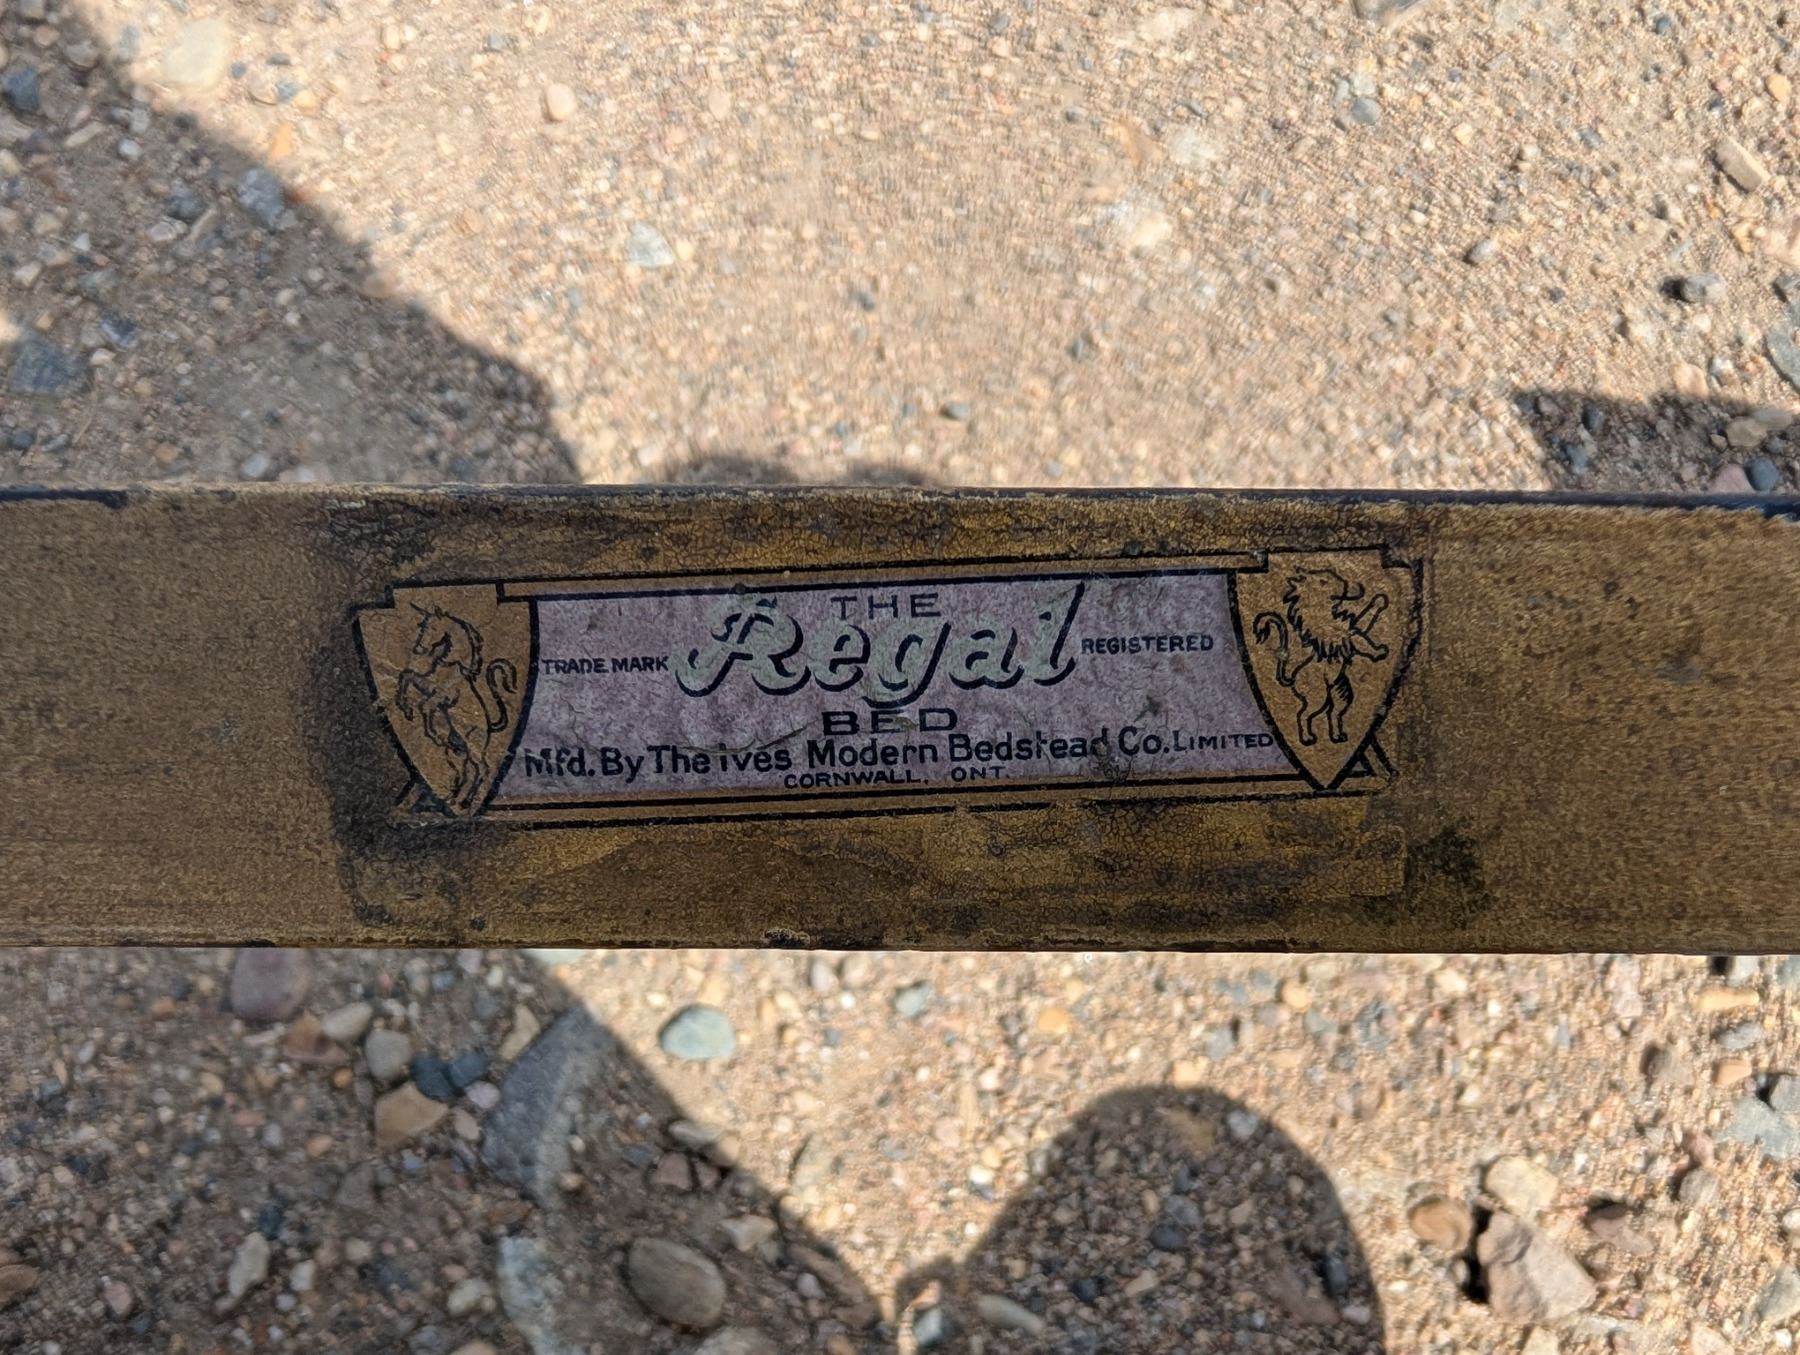 THE
TRADE MARK Regal REGISTERED
BED
Mfd. By The Ives Modern Bedstead Co. LIMITED
CORNWALL, ONT.